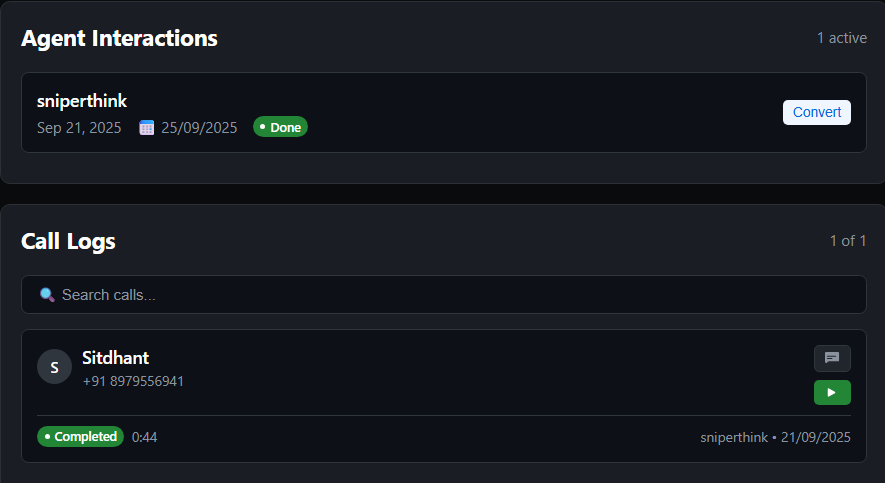 Agent Interactions
1 active
sniperthink
Sep 21, 2025 25/09/2025 Done
Convert
Call Logs
1 of 1
Search calls...
S
Sitdhant
+91 8979556941
Completed 0:44
sniperthink • 21/09/2025